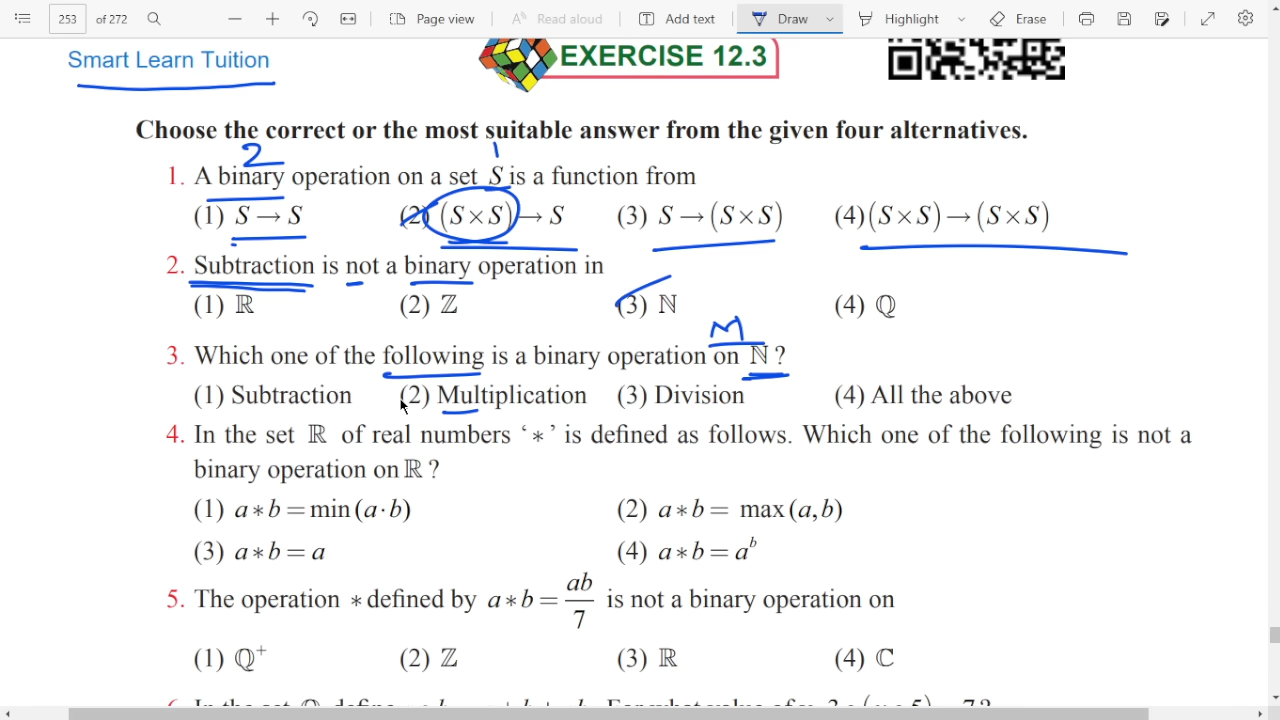 253 of 272 Page view Read aloud Add text Draw Highlight Erase
Smart Learn Tuition
EXERCISE 12.3
Choose the correct or the most suitable answer from the given four alternatives.
2 1
1. A binary operation on a set S is a function from
(1) S → S (2) (S × S) → S (3) S → (S × S) (4) (S × S) → (S × S)
2. Subtraction is not a binary operation in
(1) ℝ (2) ℤ (3) ℕ (4) ℚ
M
3. Which one of the following is a binary operation on ℕ ?
(1) Subtraction (2) Multiplication (3) Division (4) All the above
4. In the set ℝ of real numbers ‘∗’ is defined as follows. Which one of the following is not a
binary operation on ℝ ?
(1) a ∗ b = min (a · b) (2) a ∗ b = max (a, b)
(3) a ∗ b = a (4) a ∗ b = a^b
5. The operation ∗ defined by a ∗ b = ab/7 is not a binary operation on
(1) ℚ⁺ (2) ℤ (3) ℝ (4) ℂ